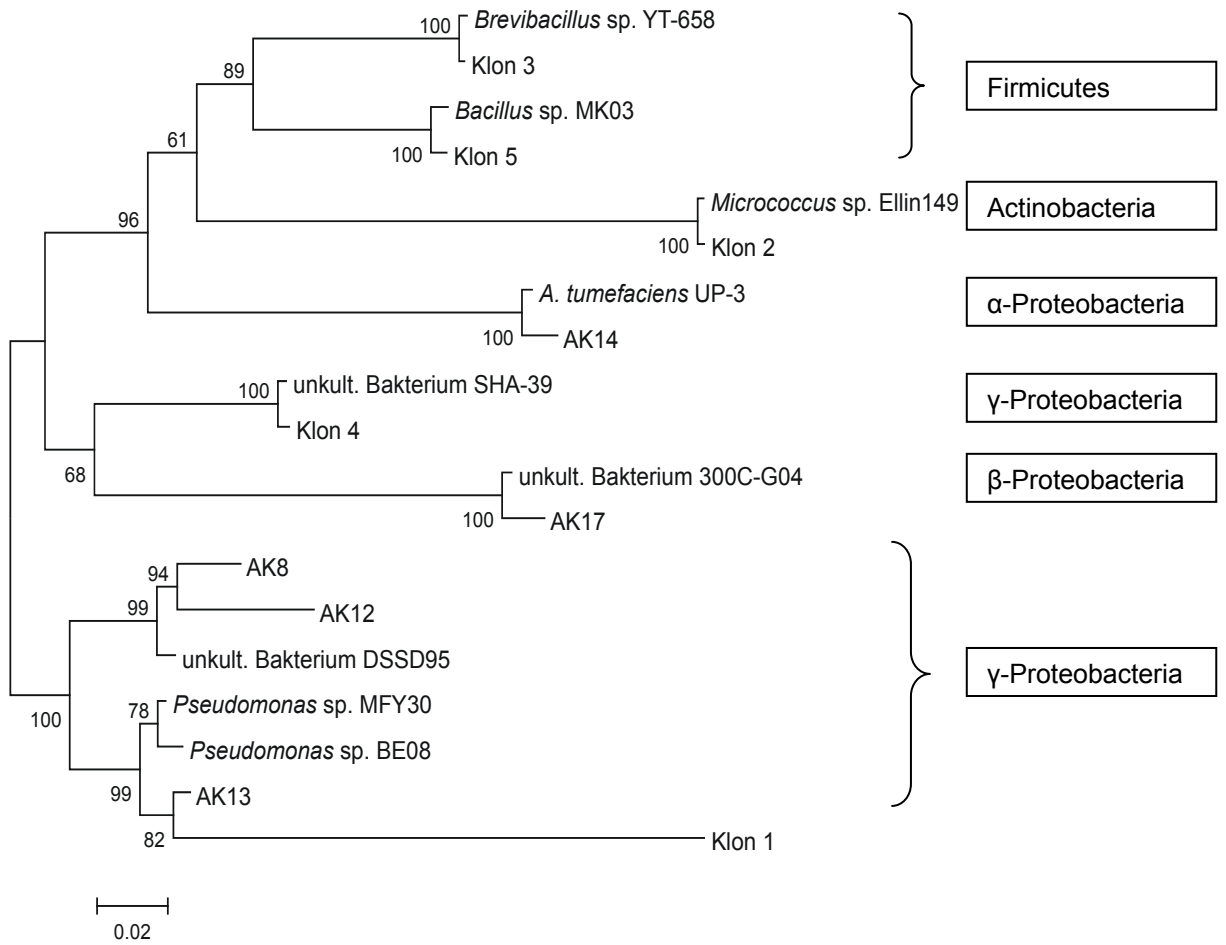 100 Brevibacillus sp. YT-658
Klon 3
89
Bacillus sp. MK03
100 Klon 5
Firmicutes
61
Micrococcus sp. Ellin149
100 Klon 2
Actinobacteria
96
A. tumefaciens UP-3
100 AK14
α-Proteobacteria
100 unkult. Bakterium SHA-39
Klon 4
γ-Proteobacteria
68
unkult. Bakterium 300C-G04
100 AK17
β-Proteobacteria
94 AK8
AK12
99
unkult. Bakterium DSSD95
γ-Proteobacteria
100
78 Pseudomonas sp. MFY30
Pseudomonas sp. BE08
99
AK13
82 Klon 1
0.02